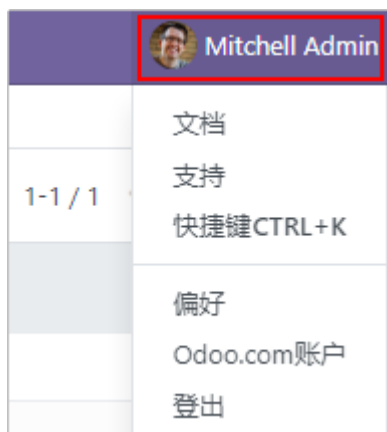 Mitchell Admin
文档
支持
1-1 / 1
快捷键CTRL+K
偏好
Odoo.com账户
登出